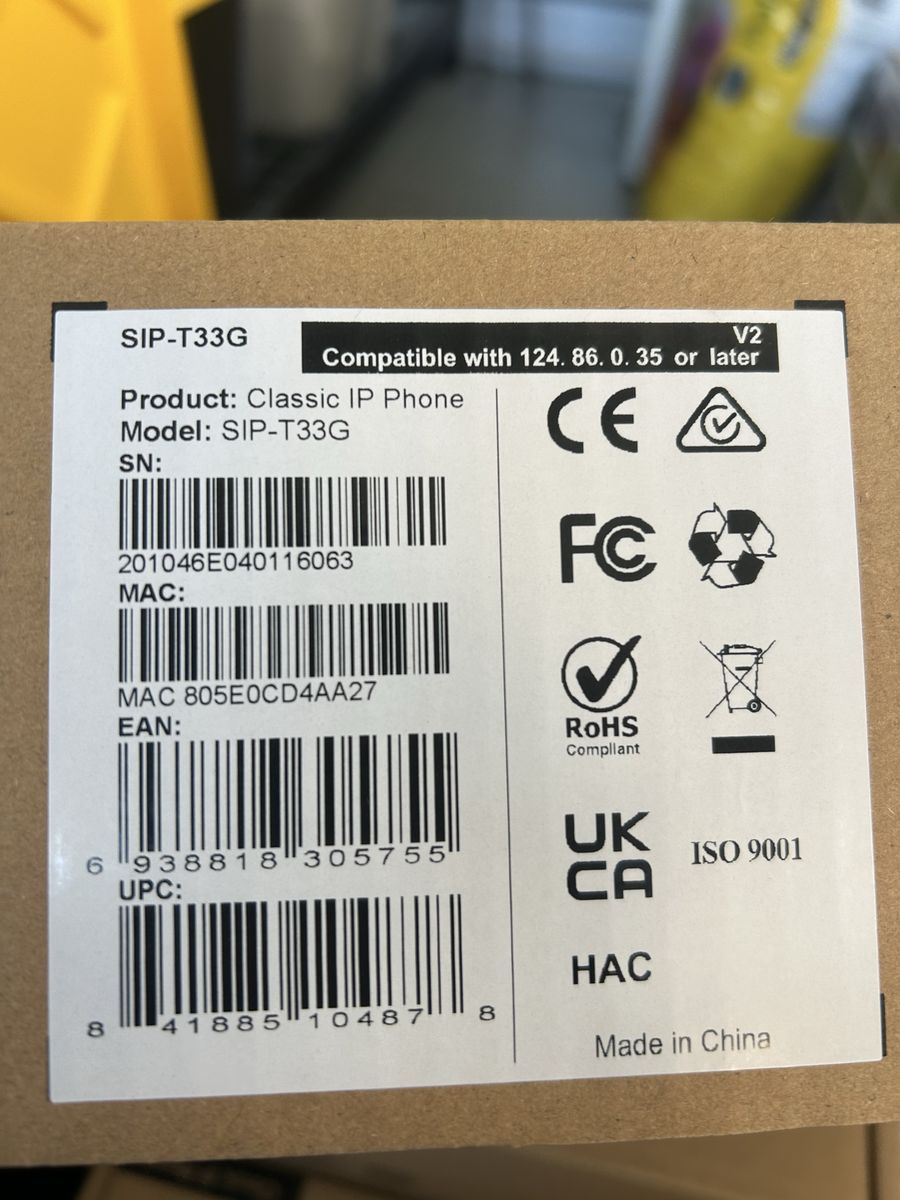 SIP-T33G
V2
Compatible with 124. 86. 0. 35 or later
Product: Classic IP Phone
Model: SIP-T33G
SN:
201046E040116063
MAC:
MAC 805E0CD4AA27
EAN:
6 938818 305755
UPC:
8 41885 10487 8
CE
FC
RoHS
Compliant
UK
CA
ISO 9001
HAC
Made in China